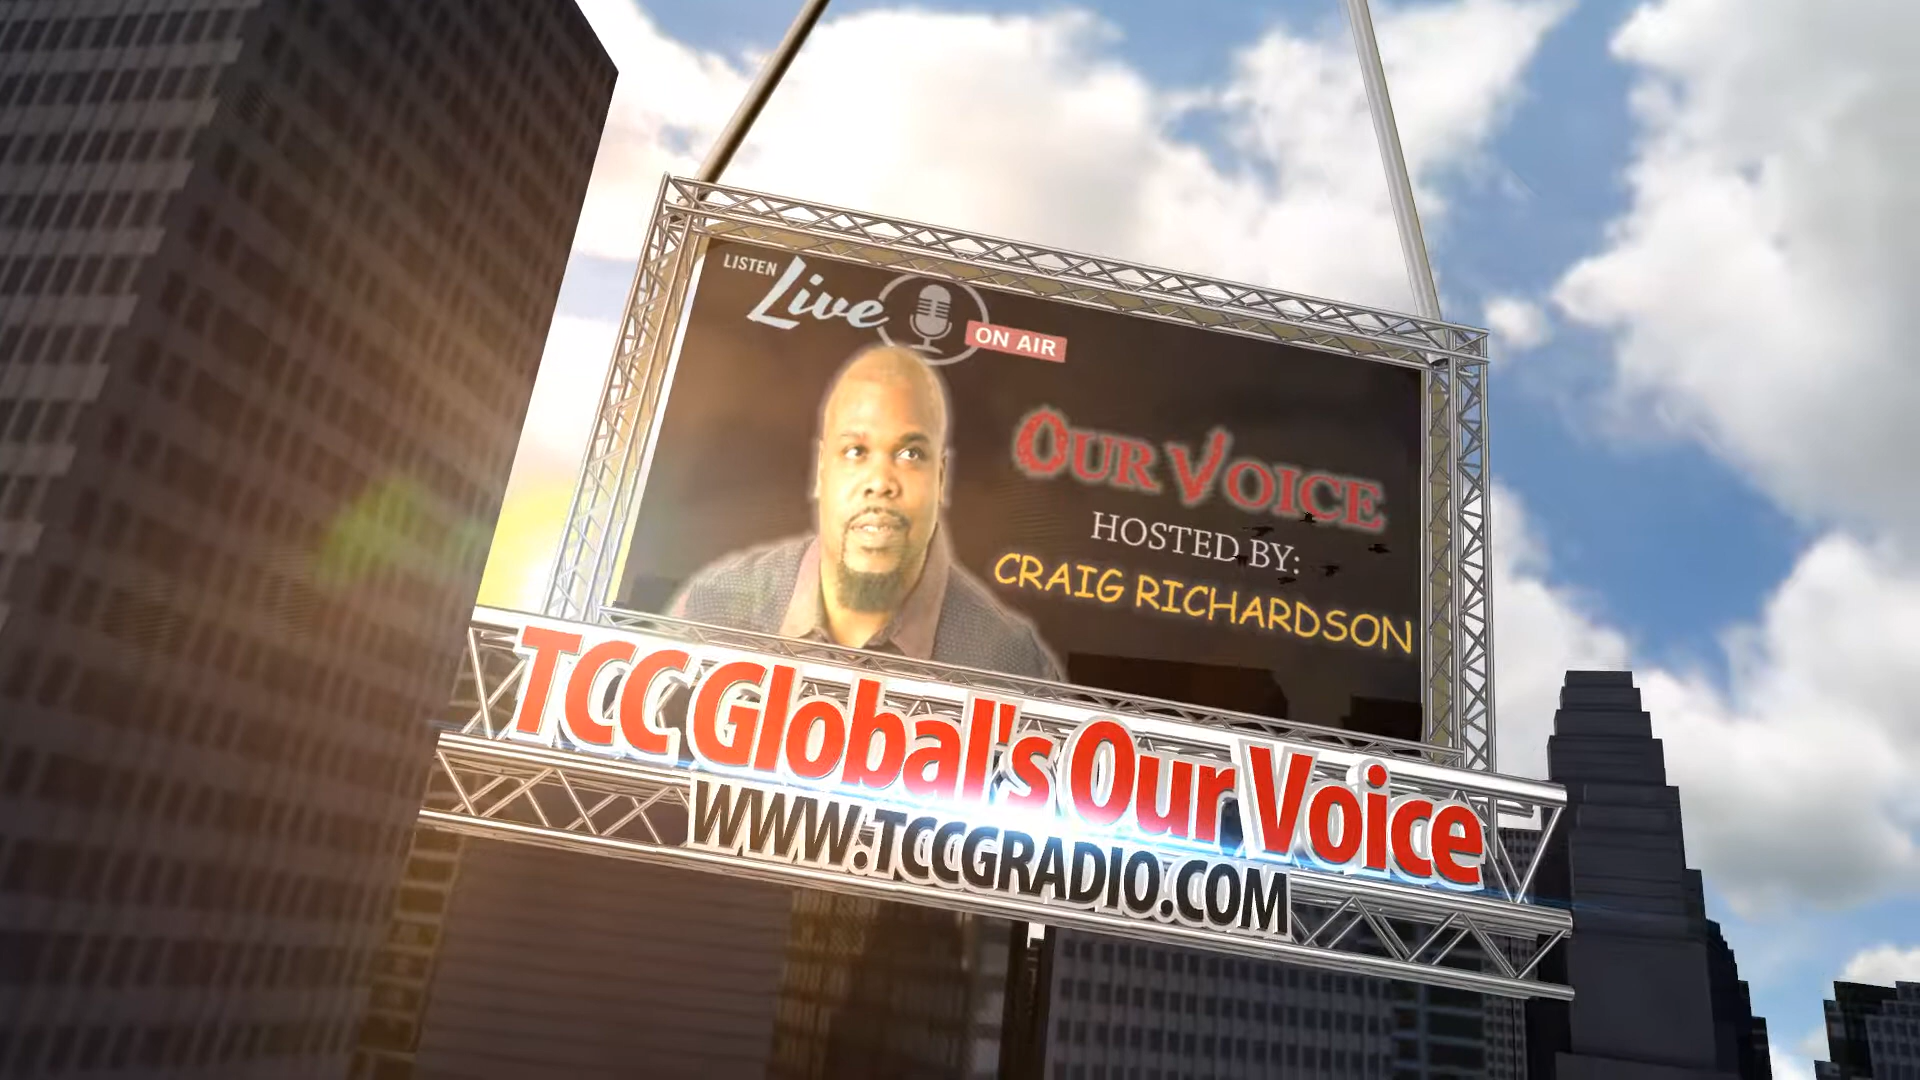 LISTEN
Live
ON AIR
OUR VOICE
HOSTED BY:
CRAIG RICHARDSON
TCC Global's Our Voice
WWW.TCCGRADIO.COM